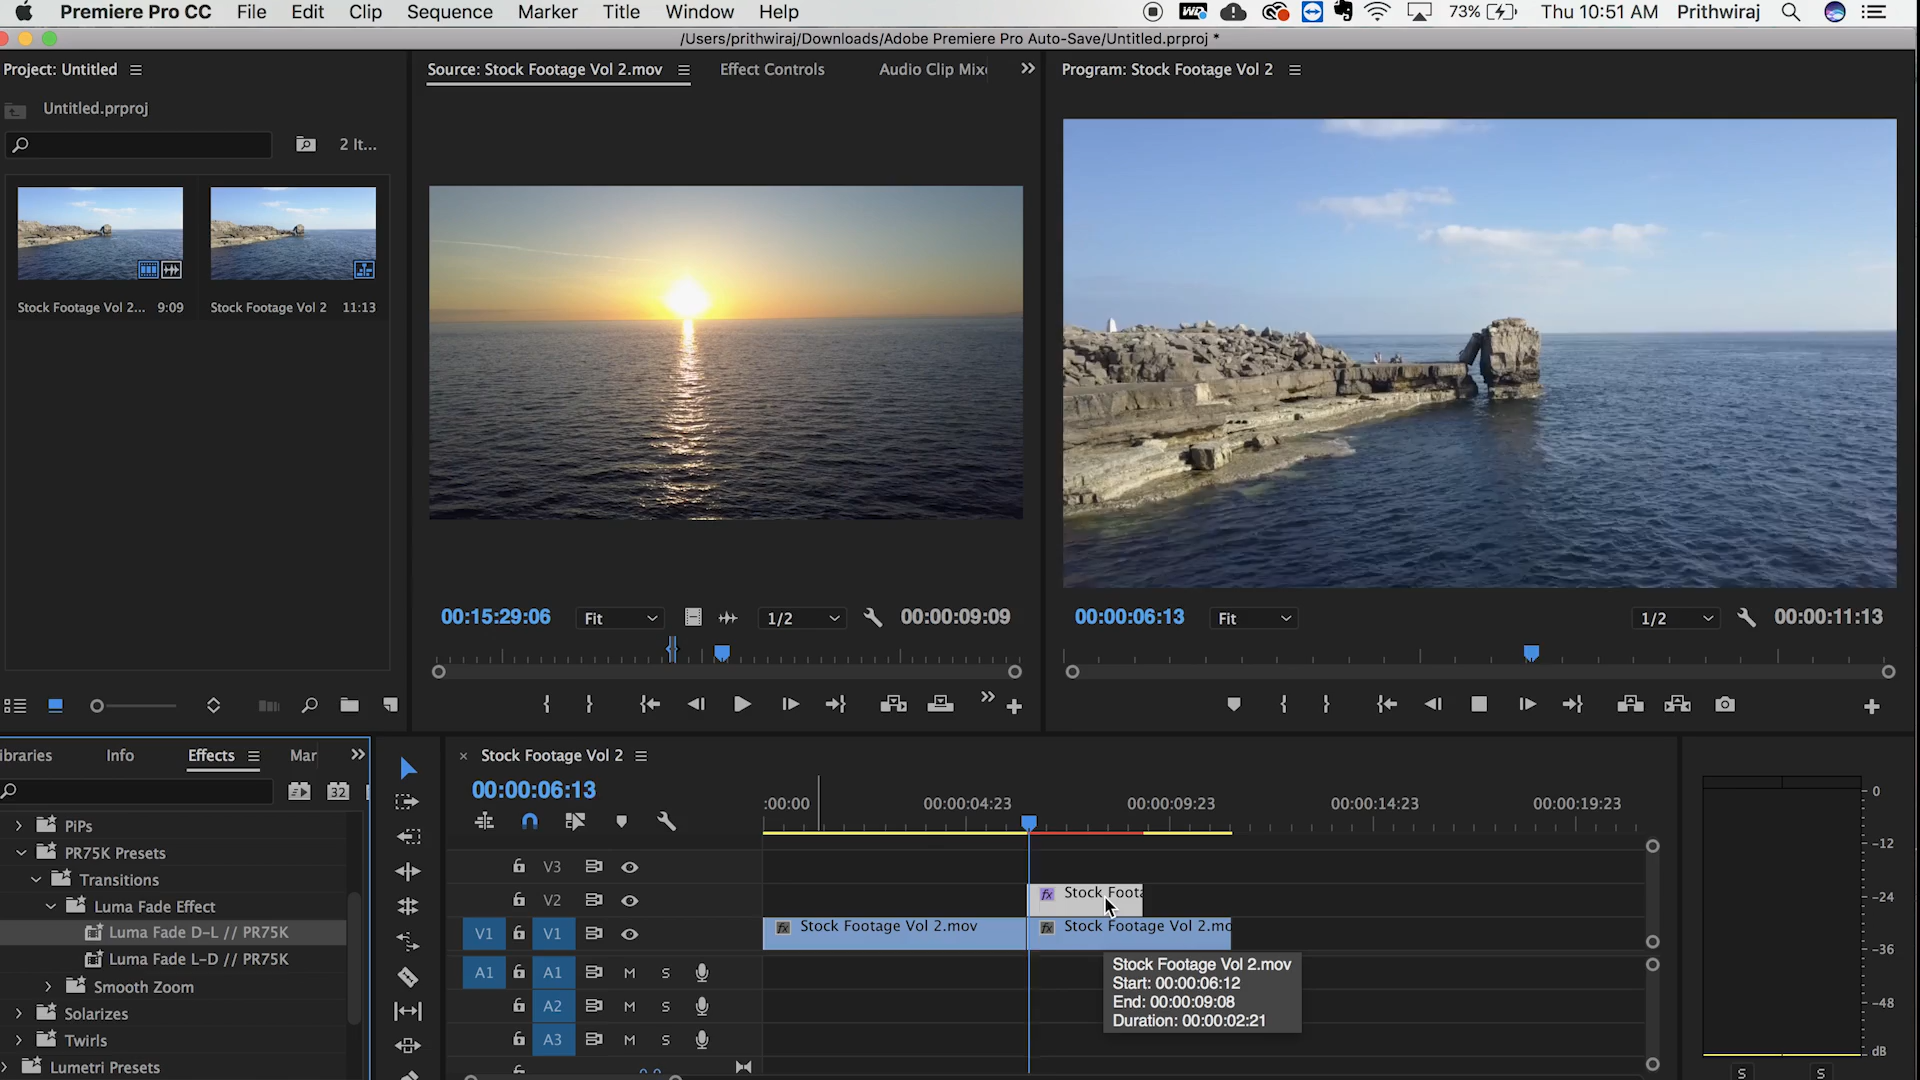 Premiere Pro CC File Edit Clip Sequence Marker Title Window Help 73% Thu 10:51 AM Prithwiraj
/Users/prithwiraj/Downloads/Adobe Premiere Pro Auto-Save/Untitled.prproj *
Project: Untitled
Source: Stock Footage Vol 2.mov Effect Controls Audio Clip Mix
Program: Stock Footage Vol 2
Untitled.prproj
2 It...
Stock Footage Vol 2... 9:09
Stock Footage Vol 2 11:13
00:15:29:06 Fit 1/2 00:00:09:09
00:00:06:13 Fit 1/2 00:00:11:13
ibraries Info Effects Mar
32
PiPs
PR75K Presets
Transitions
Luma Fade Effect
Luma Fade D-L // PR75K
Luma Fade L-D // PR75K
Smooth Zoom
Solarizes
Twirls
Lumetri Presets
Stock Footage Vol 2
00:00:06:13
:00:00 00:00:04:23 00:00:09:23 00:00:14:23 00:00:19:23
V3
V2 fx Stock Foota
V1 V1 fx Stock Footage Vol 2.mov fx Stock Footage Vol 2.mo
A1 A1 M S
A2 M S
A3 M S
0.0
Stock Footage Vol 2.mov
Start: 00:00:06:12
End: 00:00:09:08
Duration: 00:00:02:21
0
-12
-24
-36
-48
dB
S S